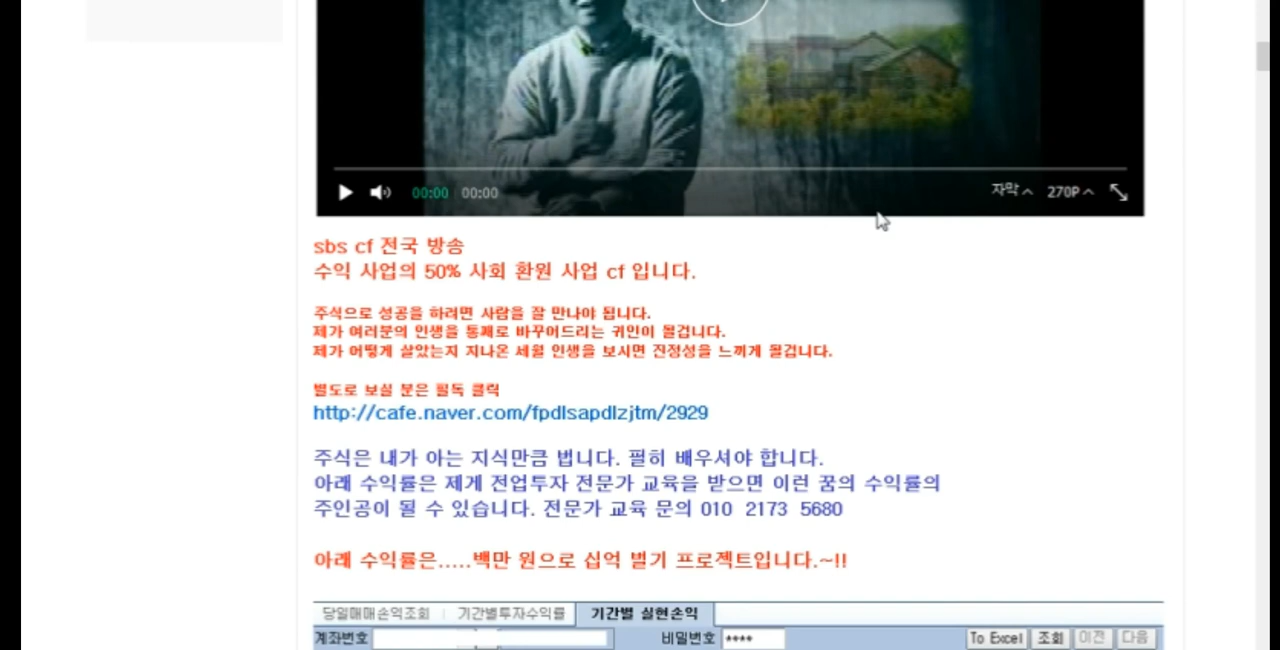 00:00 00:00 자막 270P
sbs cf 전국 방송
수익 사업의 50% 사회 환원 사업 cf 입니다.
주식으로 성공을 하려면 사람을 잘 만나야 됩니다.
제가 여러분의 인생을 통째로 바꾸어드리는 귀인이 될겁니다.
제가 어떻게 살았는지 지나온 세월 인생을 보시면 진정성을 느끼게 될겁니다.
별도로 보실 분은 필독 클릭
http://cafe.naver.com/fpdlsapdlzjtm/2929
주식은 내가 아는 지식만큼 법니다. 필히 배우셔야 합니다.
아래 수익률은 제게 전업투자 전문가 교육을 받으면 이런 꿈의 수익률의
주인공이 될 수 있습니다. 전문가 교육 문의 010 2173 5680
아래 수익률은.....백만 원으로 십억 벌기 프로젝트입니다.~!!
당일매매손익조회 기간별투자수익률 기간별 실현손익
계좌번호 비밀번호 **** To Excel 조회 이전 다음